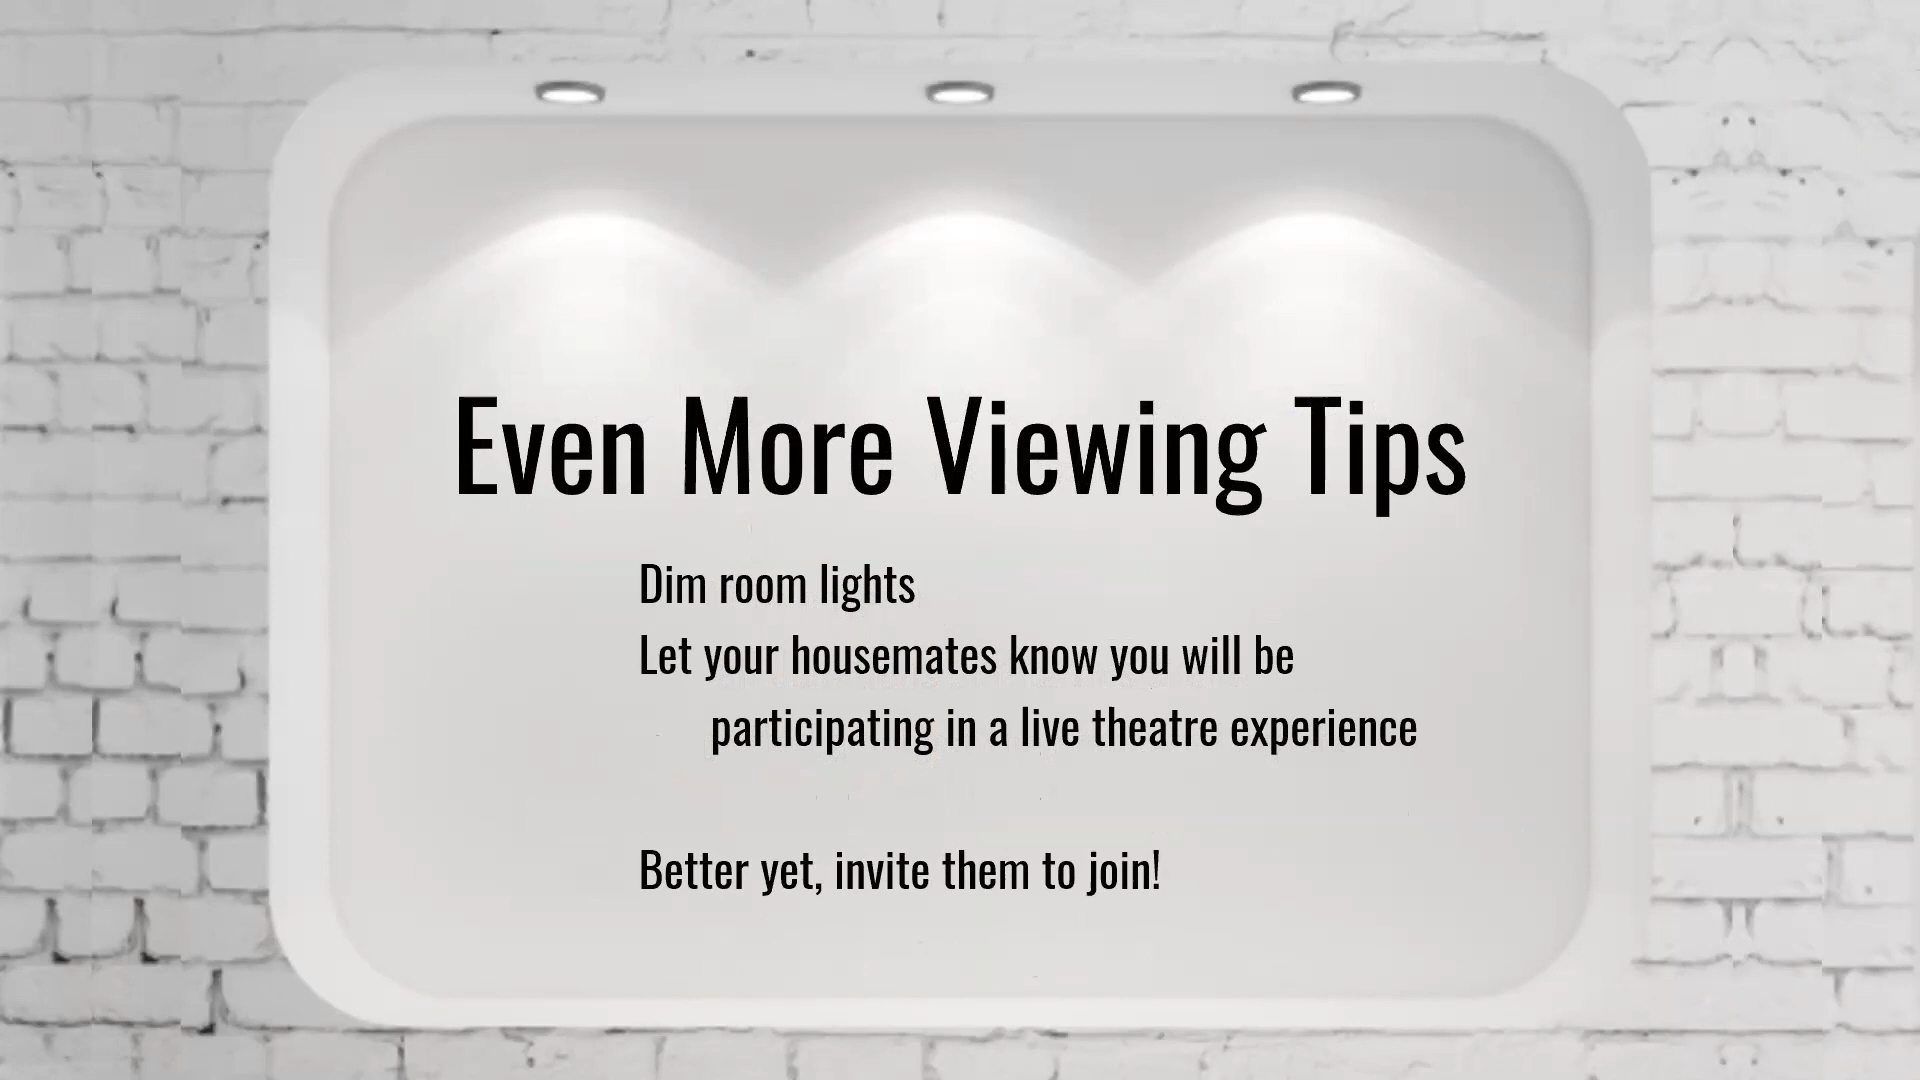 Even More Viewing Tips
Dim room lights
Let your housemates know you will be
participating in a live theatre experience
Better yet, invite them to join!